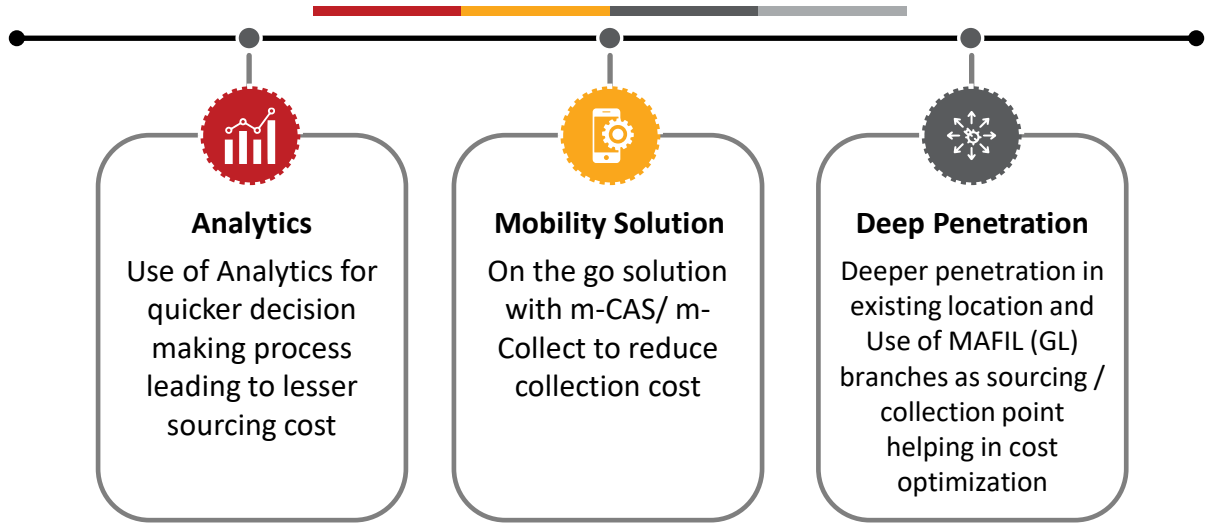 Analytics
Use of Analytics for
quicker decision
making process
leading to lesser
sourcing cost
Mobility Solution
On the go solution
with m-CAS/ m-
Collect to reduce
collection cost
Deep Penetration
Deeper penetration in
existing location and
Use of MAFIL (GL)
branches as sourcing /
collection point
helping in cost
optimization